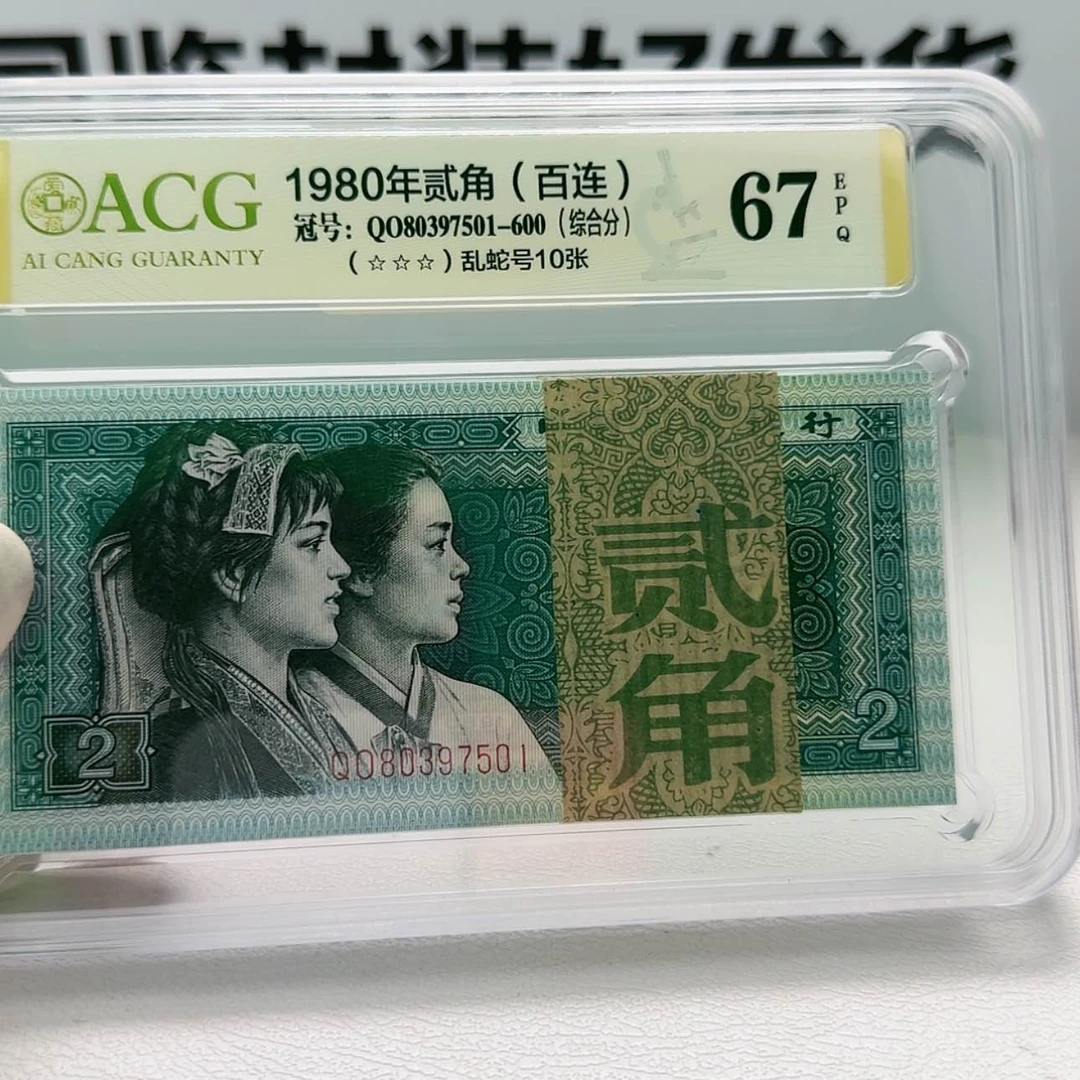 ACG
AI CANG GUARANTY
1980年贰角（百连）
冠号：QO80397501-600（综合分）
（☆☆☆）乱蛇号10张
67
EPQ
行
贰角
2
2
QO80397501